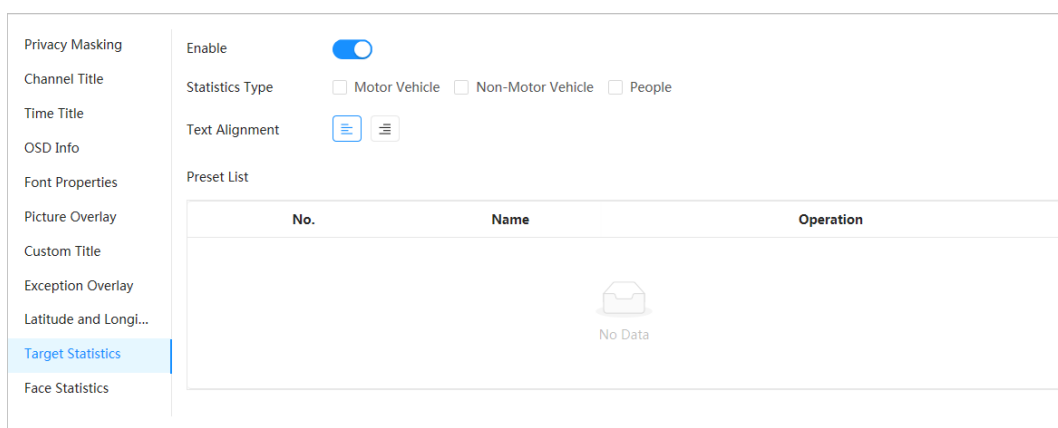 Privacy Masking
Channel Title
Time Title
OSD Info
Font Properties
Picture Overlay
Custom Title
Exception Overlay
Latitude and Longi...
Target Statistics
Face Statistics
Enable
Statistics Type Motor Vehicle Non-Motor Vehicle People
Text Alignment
Preset List
No. Name Operation
No Data